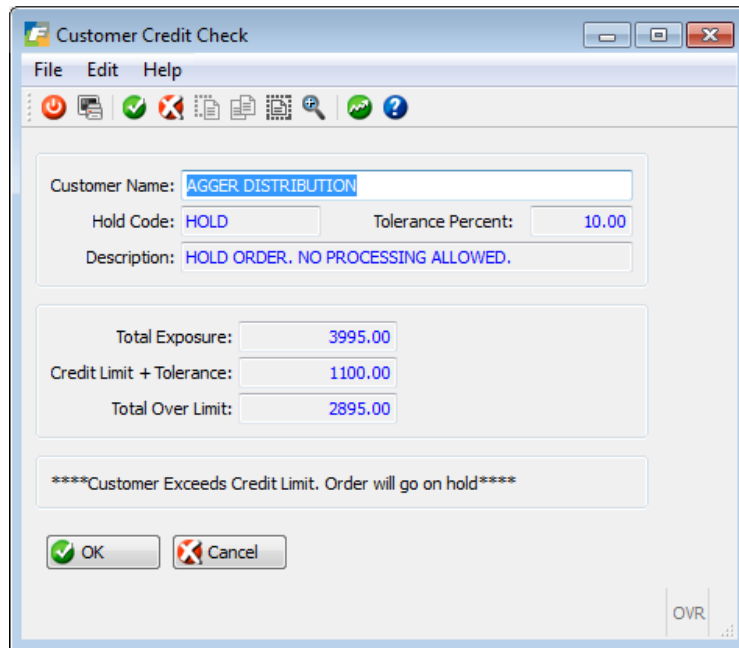 Customer Credit Check
File Edit Help
Customer Name: AGGER DISTRIBUTION
Hold Code: HOLD Tolerance Percent: 10.00
Description: HOLD ORDER. NO PROCESSING ALLOWED.
Total Exposure: 3995.00
Credit Limit + Tolerance: 1100.00
Total Over Limit: 2895.00
****Customer Exceeds Credit Limit. Order will go on hold****
OK Cancel
OVR